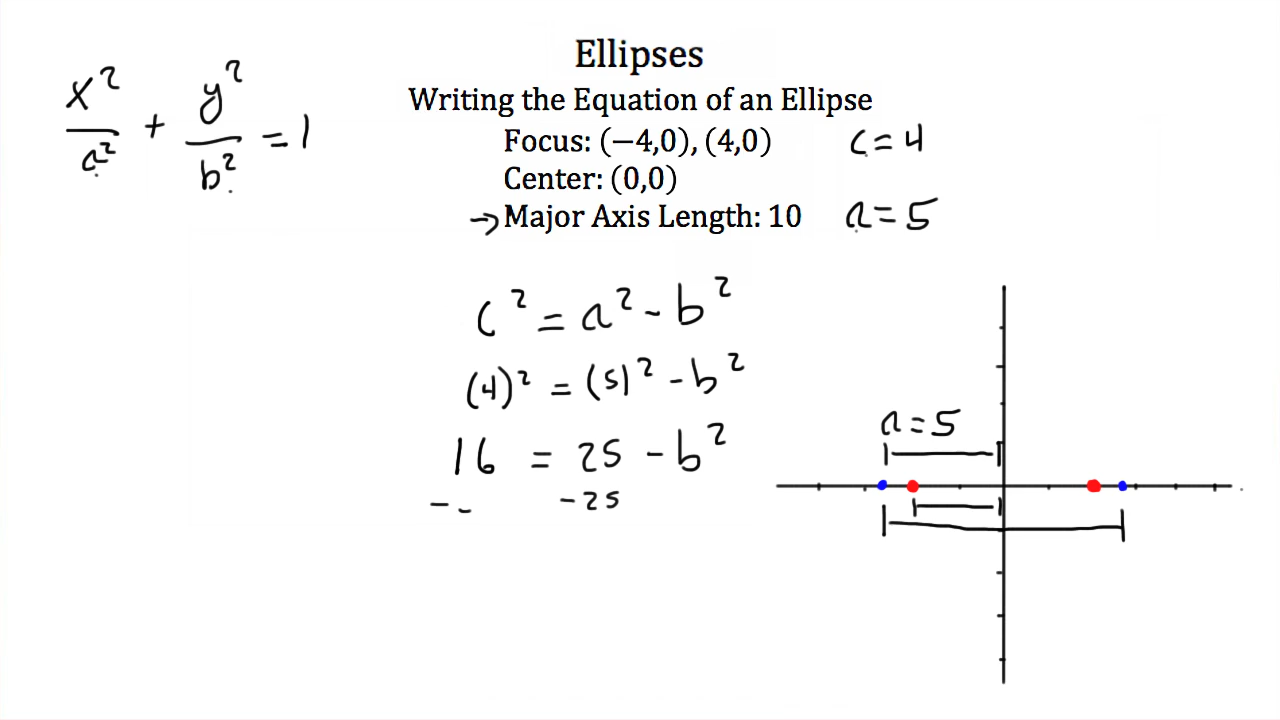 Ellipses
Writing the Equation of an Ellipse
Focus: (−4,0), (4,0) c = 4
Center: (0,0)
→ Major Axis Length: 10 a = 5
x²/a² + y²/b² = 1
c² = a² - b²
(4)² = (5)² - b²
16 = 25 - b²
- - -25
a = 5